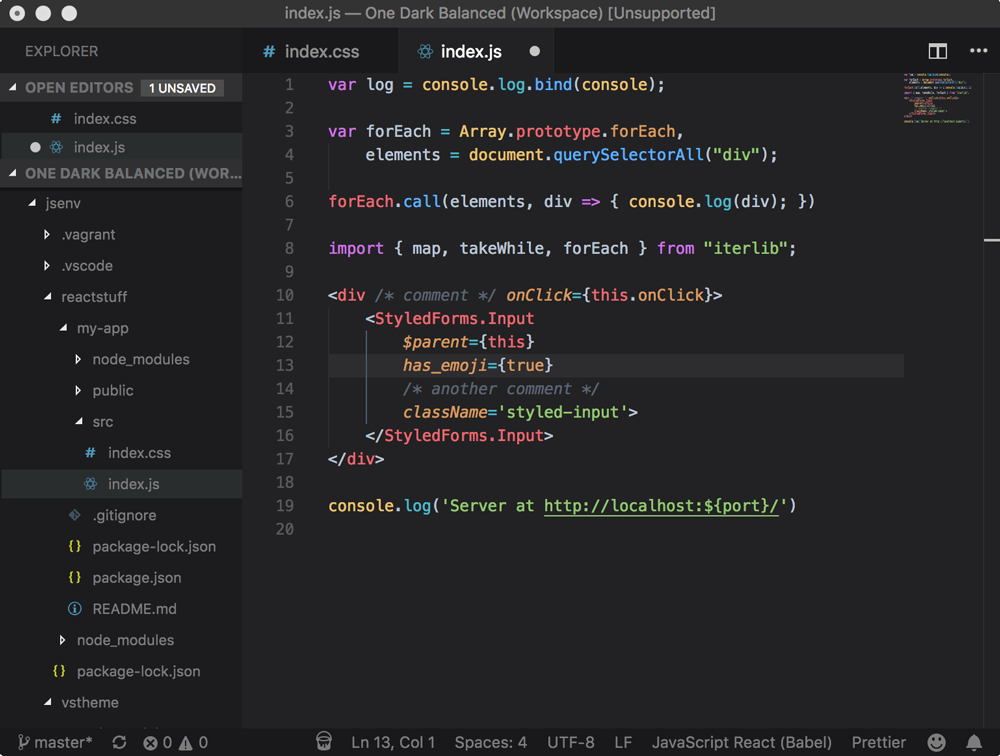 index.js — One Dark Balanced (Workspace) [Unsupported]
EXPLORER
OPEN EDITORS 1 UNSAVED
# index.css
index.js
ONE DARK BALANCED (WOR...
jsenv
.vagrant
.vscode
reactstuff
my-app
node_modules
public
src
# index.css
index.js
.gitignore
{} package-lock.json
{} package.json
README.md
node_modules
{} package-lock.json
vstheme
# index.css index.js
1 var log = console.log.bind(console);
2
3 var forEach = Array.prototype.forEach,
4 elements = document.querySelectorAll("div");
5
6 forEach.call(elements, div => { console.log(div); })
7
8 import { map, takeWhile, forEach } from "iterlib";
9
10 <div /* comment */ onClick={this.onClick}>
11 <StyledForms.Input
12 $parent={this}
13 has_emoji={true}
14 /* another comment */
15 className='styled-input'>
16 </StyledForms.Input>
17 </div>
18
19 console.log('Server at http://localhost:${port}/')
20
master* 0 0 Ln 13, Col 1 Spaces: 4 UTF-8 LF JavaScript React (Babel) Prettier